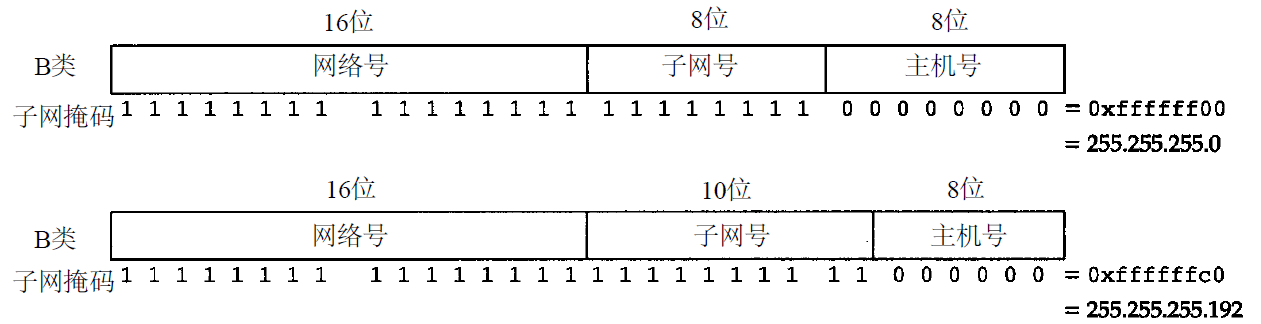 16位 8位 8位
B类 网络号 子网号 主机号
子网掩码 1 1 1 1 1 1 1 1 1 1 1 1 1 1 1 1 1 1 1 1 1 1 1 1 0 0 0 0 0 0 0 0 = 0xffffff00
= 255.255.255.0
16位 10位 8位
B类 网络号 子网号 主机号
子网掩码 1 1 1 1 1 1 1 1 1 1 1 1 1 1 1 1 1 1 1 1 1 1 1 1 1 1 0 0 0 0 0 0 = 0xffffffc0
= 255.255.255.192